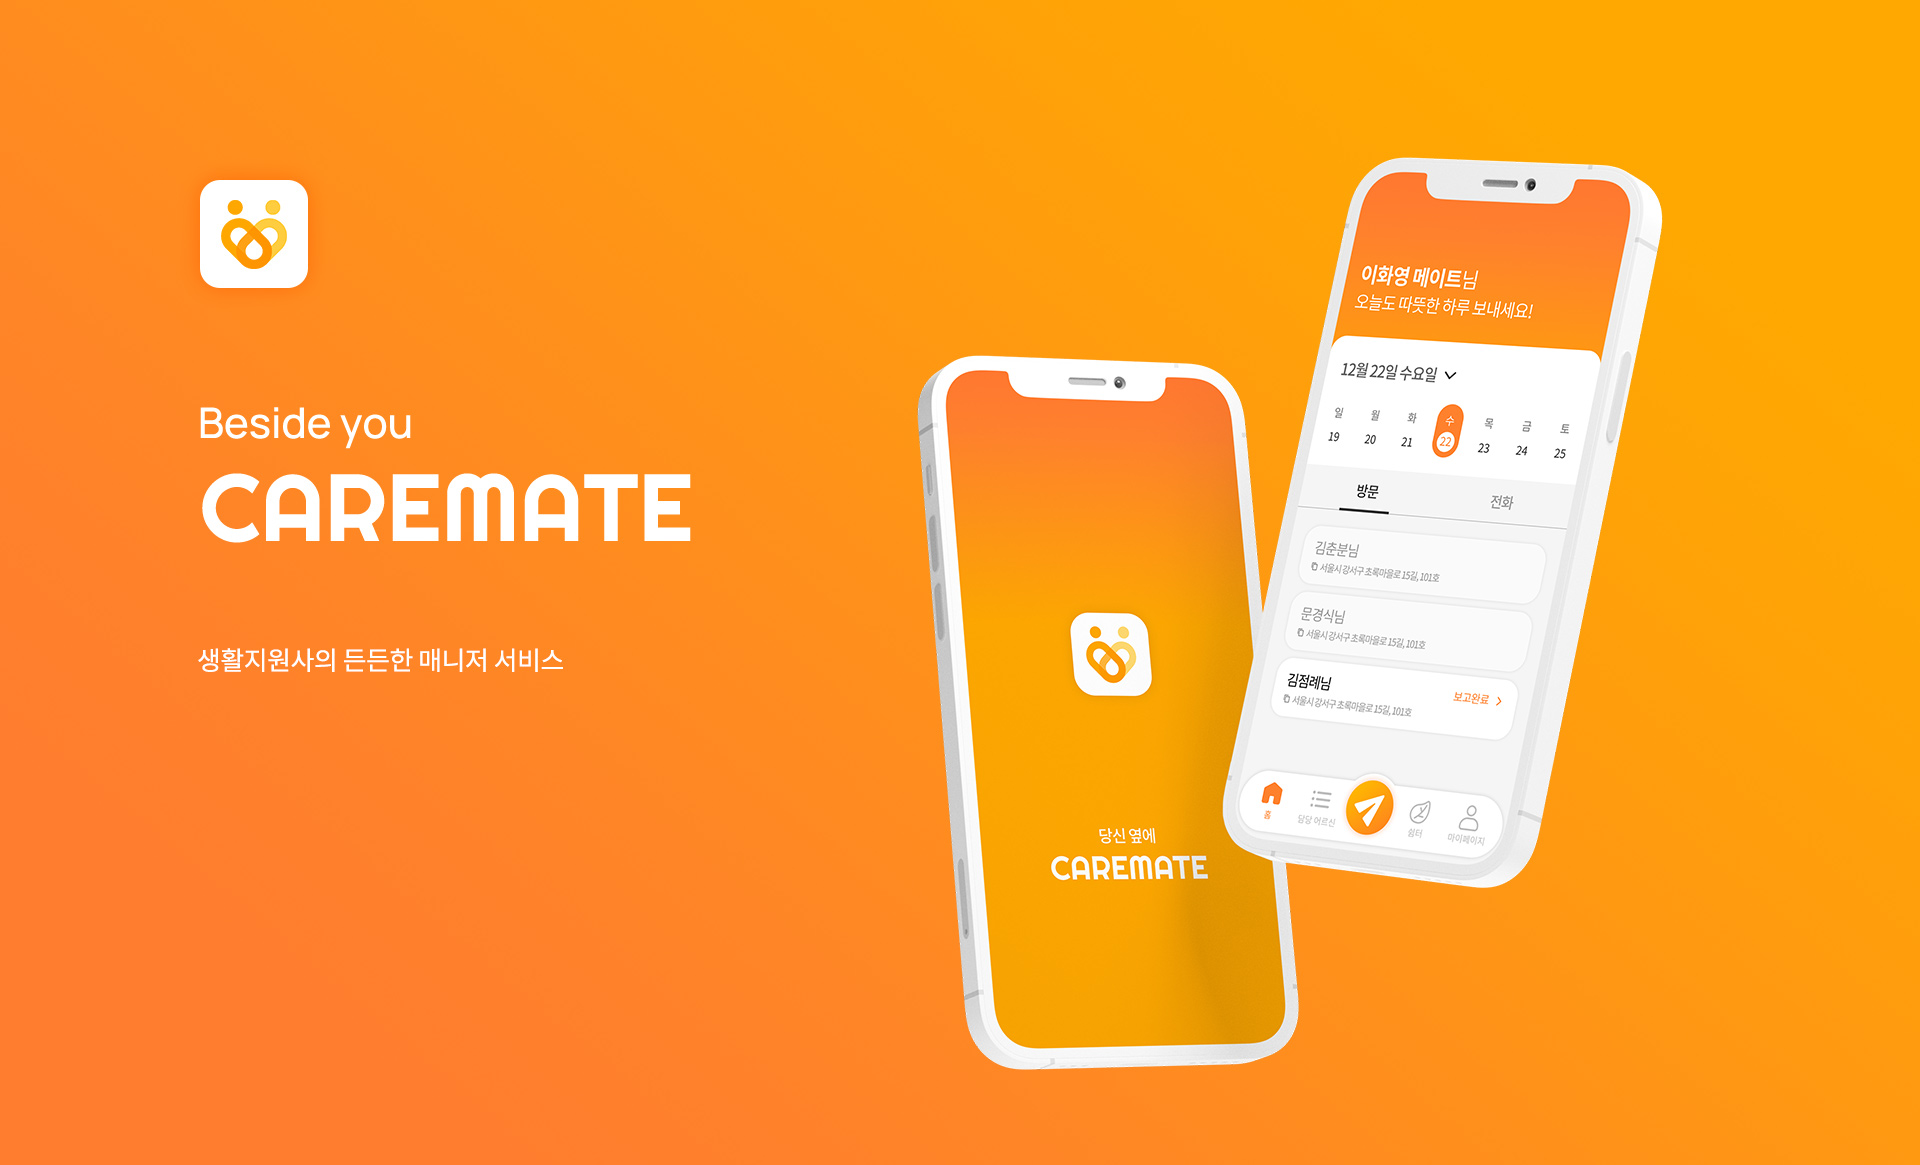 Beside you
CAREMATE
생활지원사의 든든한 매니저 서비스
당신 옆에
CAREMATE
이화영 메이트님
오늘도 따뜻한 하루 보내세요!
12월 22일 수요일
일 월 화 수 목 금 토
19 20 21 22 23 24 25
방문 전화
김춘분님
서울시 강서구 초록마을로 15길, 101호
문경식님
서울시 강서구 초록마을로 15길, 101호
김점례님
보고완료
서울시 강서구 초록마을로 15길, 101호
홈 담당 어르신 쉼터 마이페이지